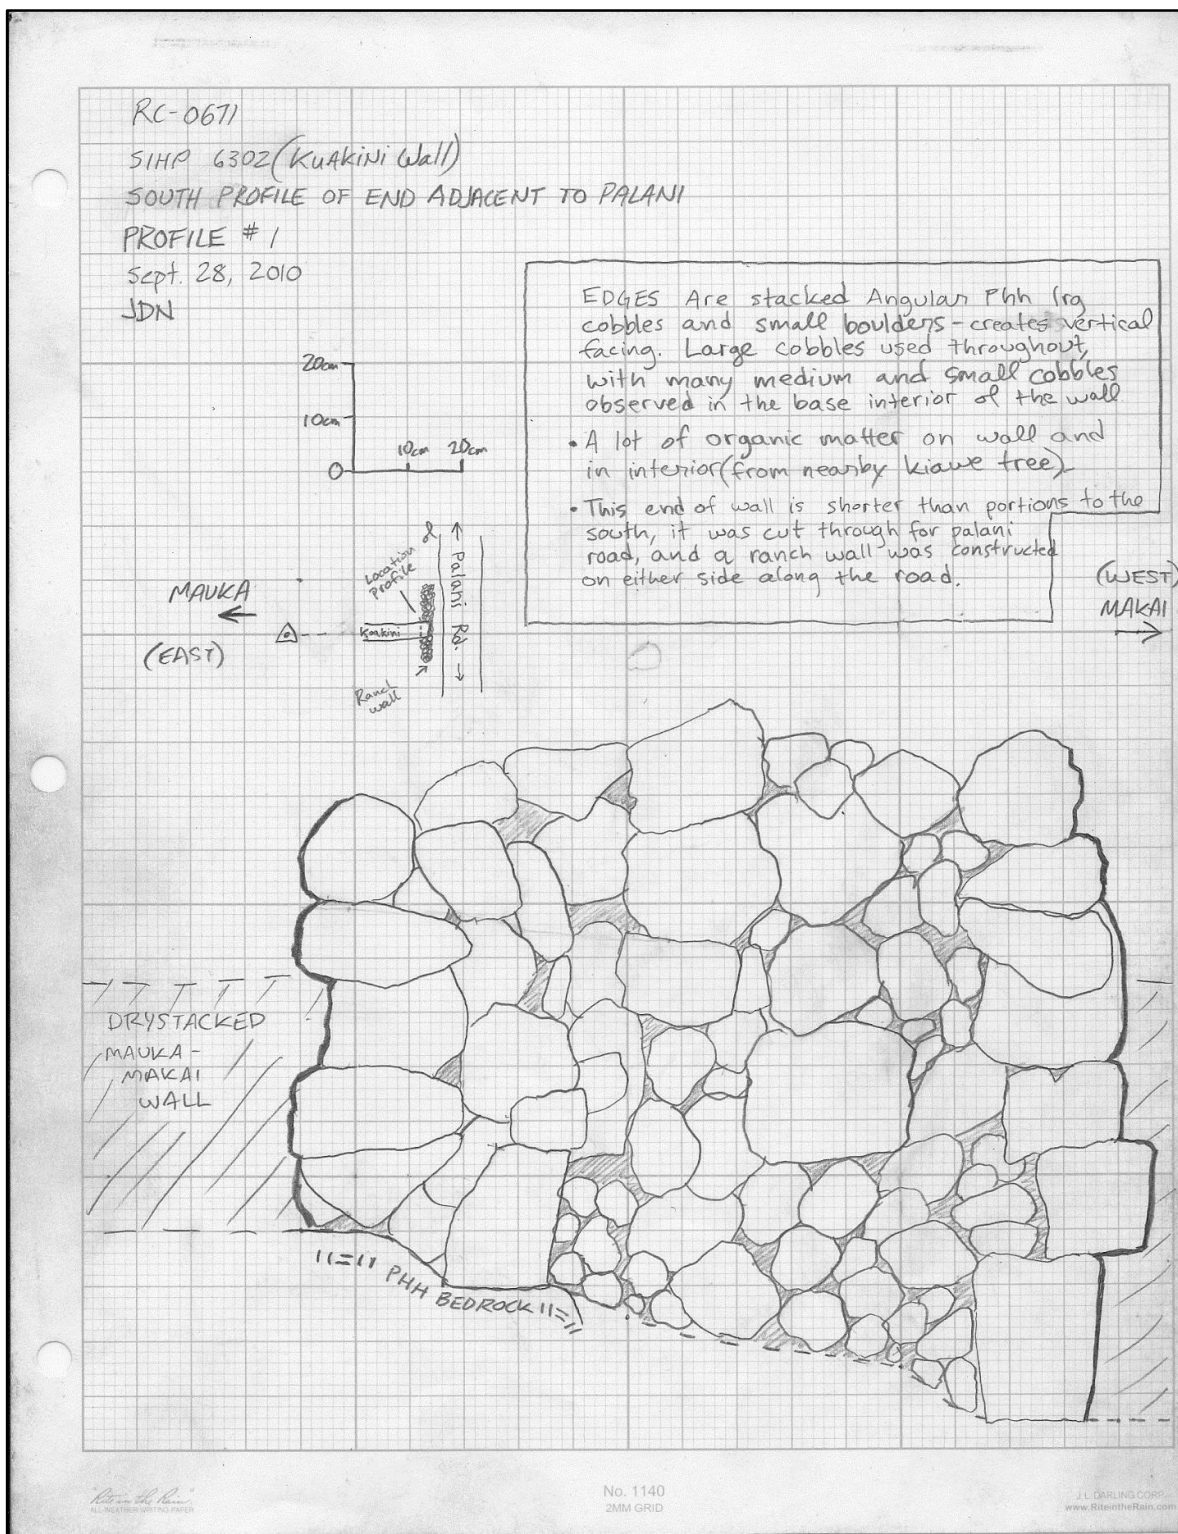 RC-0671
SIHP 6302 (KUAKINI Wall)
SOUTH PROFILE OF END ADJACENT TO PALANI
PROFILE # 1
Sept. 28, 2010
JDN
EDGES Are stacked Angular Phh lrg
cobbles and small boulders - creates vertical
facing. Large cobbles used throughout,
with many medium and small cobbles
observed in the base interior of the wall
• A lot of organic matter on wall and
in interior (from nearby kiawe tree).
• This end of wall is shorter than portions to the
south, it was cut through for palani
road, and a ranch wall was constructed
on either side along the road.
20cm
10cm
0
10cm 20cm
Location of
Profile
Palani Rd.
Kuakini
Ranch
wall
MAUKA
(EAST)
(WEST)
MAKAI
DRYSTACKED
MAUKA-
MAKAI
WALL
PHH BEDROCK
"Rite in the Rain"
ALL-WEATHER WRITING PAPER
No. 1140
2MM GRID
J. L. DARLING CORP.
www.RiteintheRain.com